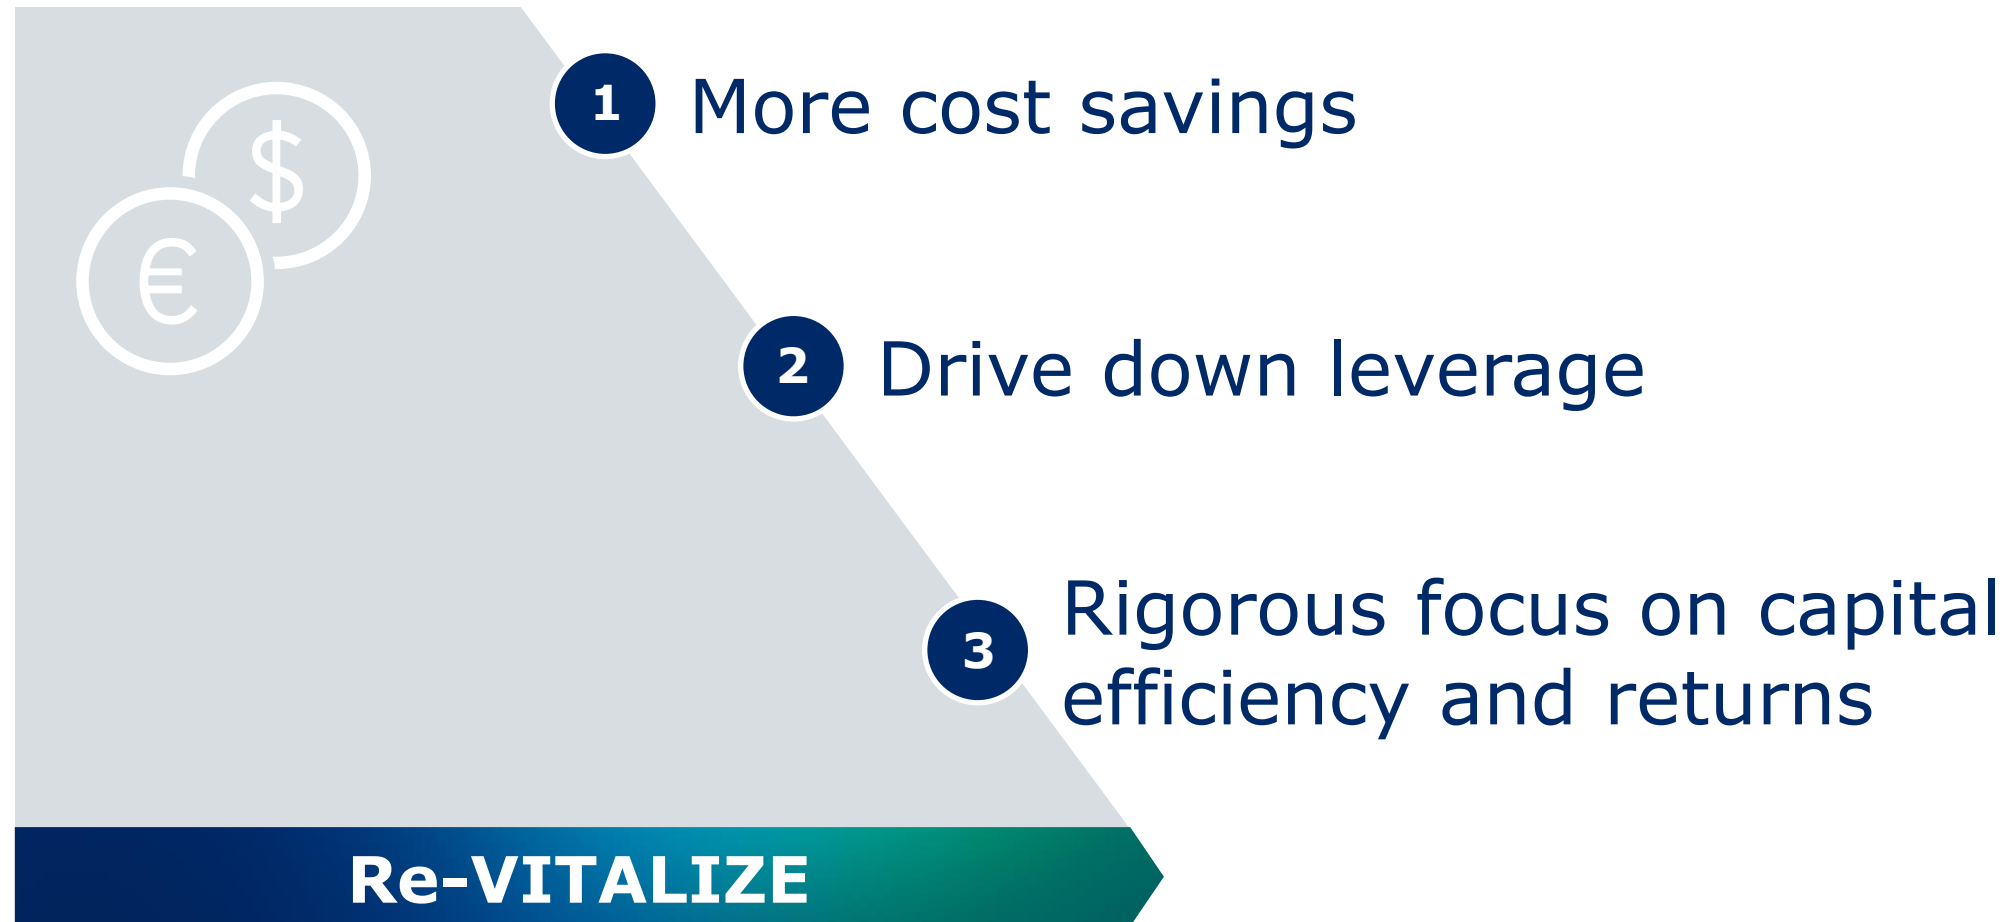 1 More cost savings
$
€
2 Drive down leverage
3 Rigorous focus on capital
efficiency and returns
Re-VITALIZE